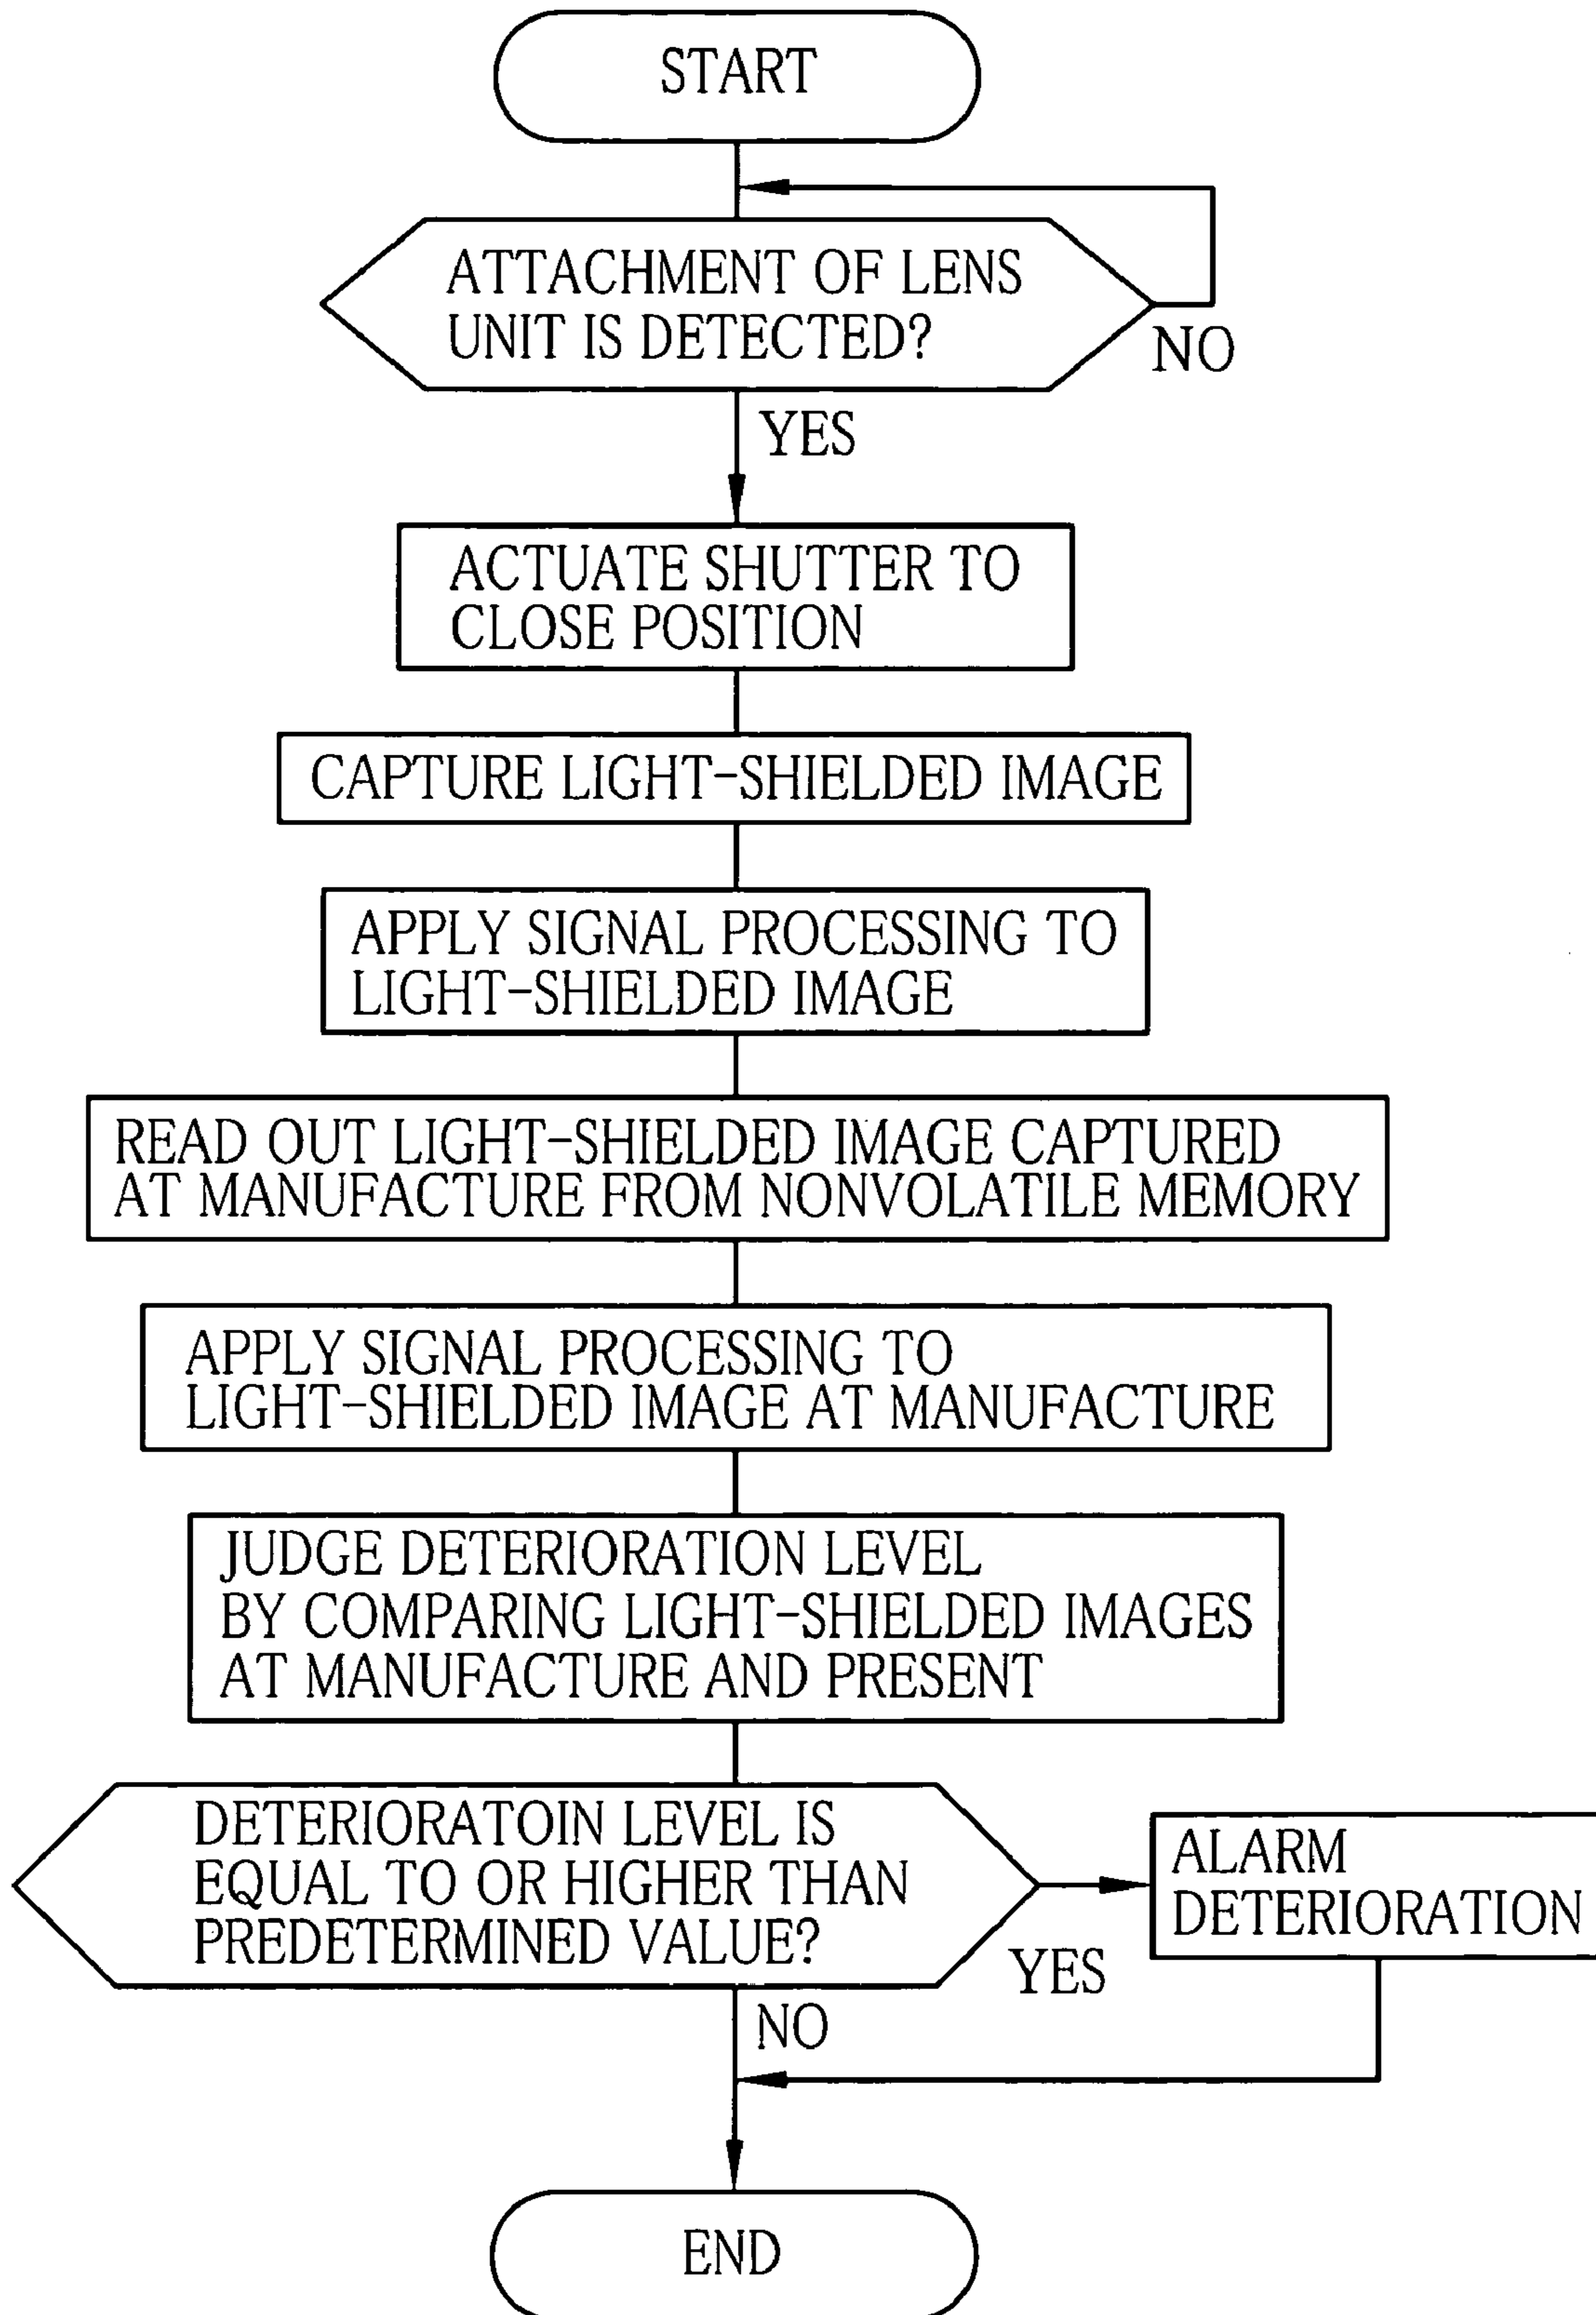 START
ATTACHMENT OF LENS
UNIT IS DETECTED?
NO
YES
ACTUATE SHUTTER TO
CLOSE POSITION
CAPTURE LIGHT-SHIELDED IMAGE
APPLY SIGNAL PROCESSING TO
LIGHT-SHIELDED IMAGE
READ OUT LIGHT-SHIELDED IMAGE CAPTURED
AT MANUFACTURE FROM NONVOLATILE MEMORY
APPLY SIGNAL PROCESSING TO
LIGHT-SHIELDED IMAGE AT MANUFACTURE
JUDGE DETERIORATION LEVEL
BY COMPARING LIGHT-SHIELDED IMAGES
AT MANUFACTURE AND PRESENT
DETERIORATOIN LEVEL IS
EQUAL TO OR HIGHER THAN
PREDETERMINED VALUE?
YES
ALARM
DETERIORATION
NO
END